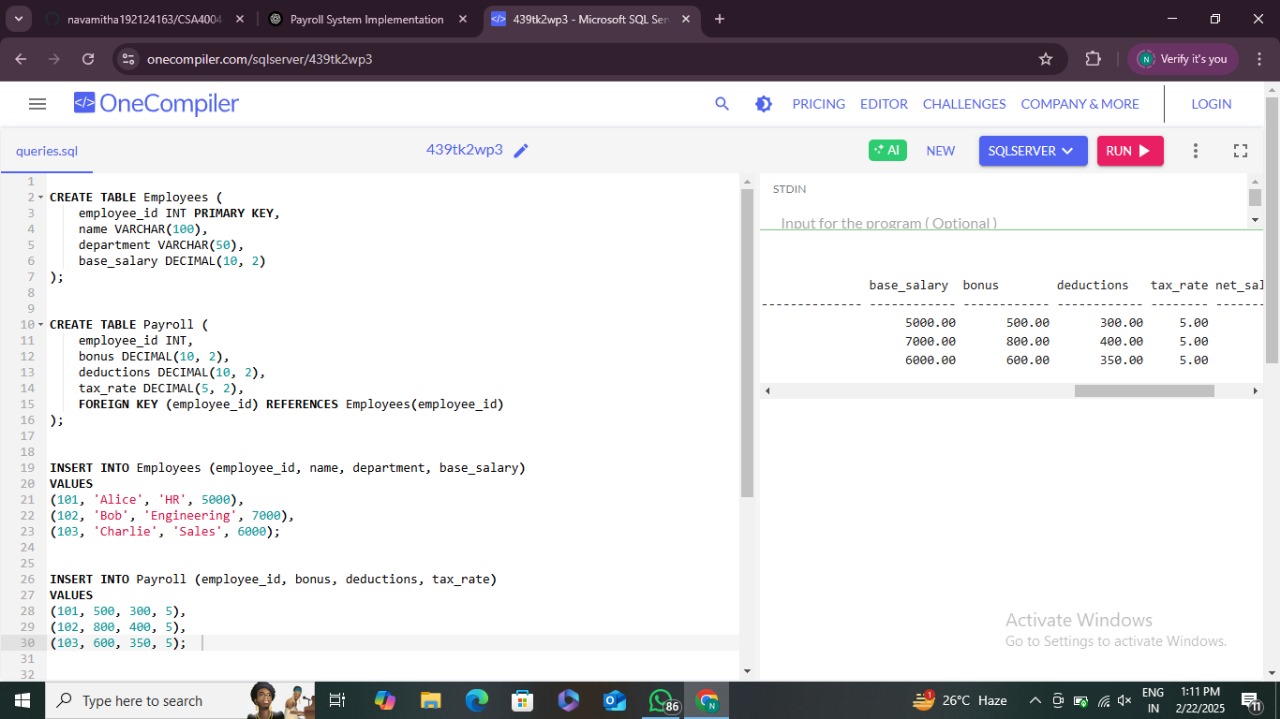 navamitha192124163/CSA4004
Payroll System Implementation
439tk2wp3 - Microsoft SQL Ser
onecompiler.com/sqlserver/439tk2wp3
N
Verify it's you
</> OneCompiler
PRICING
EDITOR
CHALLENGES
COMPANY & MORE
LOGIN
queries.sql
439tk2wp3
AI
NEW
SQLSERVER
RUN
1
2 CREATE TABLE Employees (
3 employee_id INT PRIMARY KEY,
4 name VARCHAR(100),
5 department VARCHAR(50),
6 base_salary DECIMAL(10, 2)
7 );
8
9
10 CREATE TABLE Payroll (
11 employee_id INT,
12 bonus DECIMAL(10, 2),
13 deductions DECIMAL(10, 2),
14 tax_rate DECIMAL(5, 2),
15 FOREIGN KEY (employee_id) REFERENCES Employees(employee_id)
16 );
17
18
19 INSERT INTO Employees (employee_id, name, department, base_salary)
20 VALUES
21 (101, 'Alice', 'HR', 5000),
22 (102, 'Bob', 'Engineering', 7000),
23 (103, 'Charlie', 'Sales', 6000);
24
25
26 INSERT INTO Payroll (employee_id, bonus, deductions, tax_rate)
27 VALUES
28 (101, 500, 300, 5),
29 (102, 800, 400, 5),
30 (103, 600, 350, 5);
31
32
STDIN
Input for the program ( Optional )
base_salary bonus deductions tax_rate net_sal
-------------- ------------ ------------ ------------ -------- -------
5000.00 500.00 300.00 5.00
7000.00 800.00 400.00 5.00
6000.00 600.00 350.00 5.00
Activate Windows
Go to Settings to activate Windows.
Type here to search
86
N
1
26°C Haze
ENG
IN
1:11 PM
2/22/2025
11